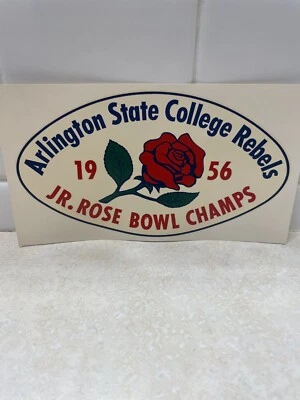 Arlington State College Rebels
19 56
JR. ROSE BOWL CHAMPS